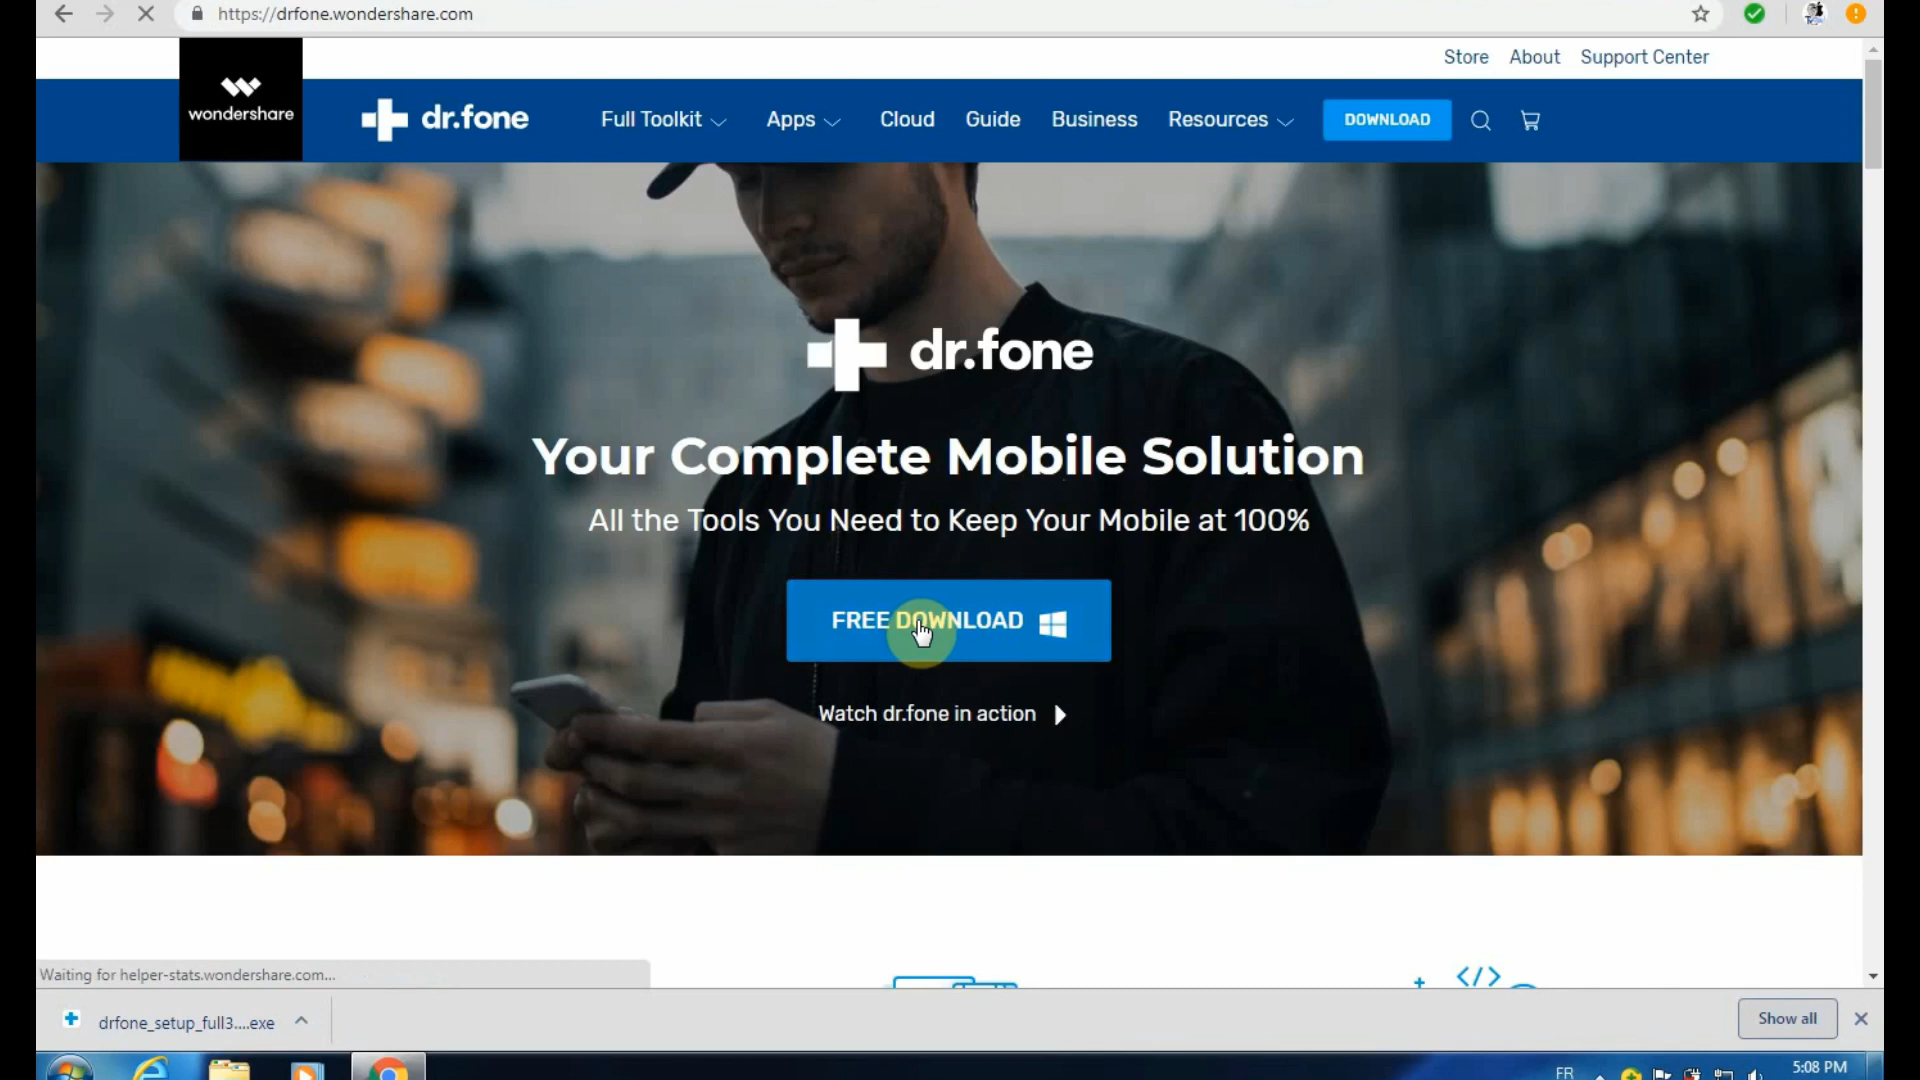 https://drfone.wondershare.com
Store About Support Center
wondershare
dr.fone
Full Toolkit Apps Cloud Guide Business Resources DOWNLOAD
dr.fone
Your Complete Mobile Solution
All the Tools You Need to Keep Your Mobile at 100%
FREE DOWNLOAD
Watch dr.fone in action
</>
Waiting for helper-stats.wondershare.com...
drfone_setup_full3....exe
Show all
FR
5:08 PM